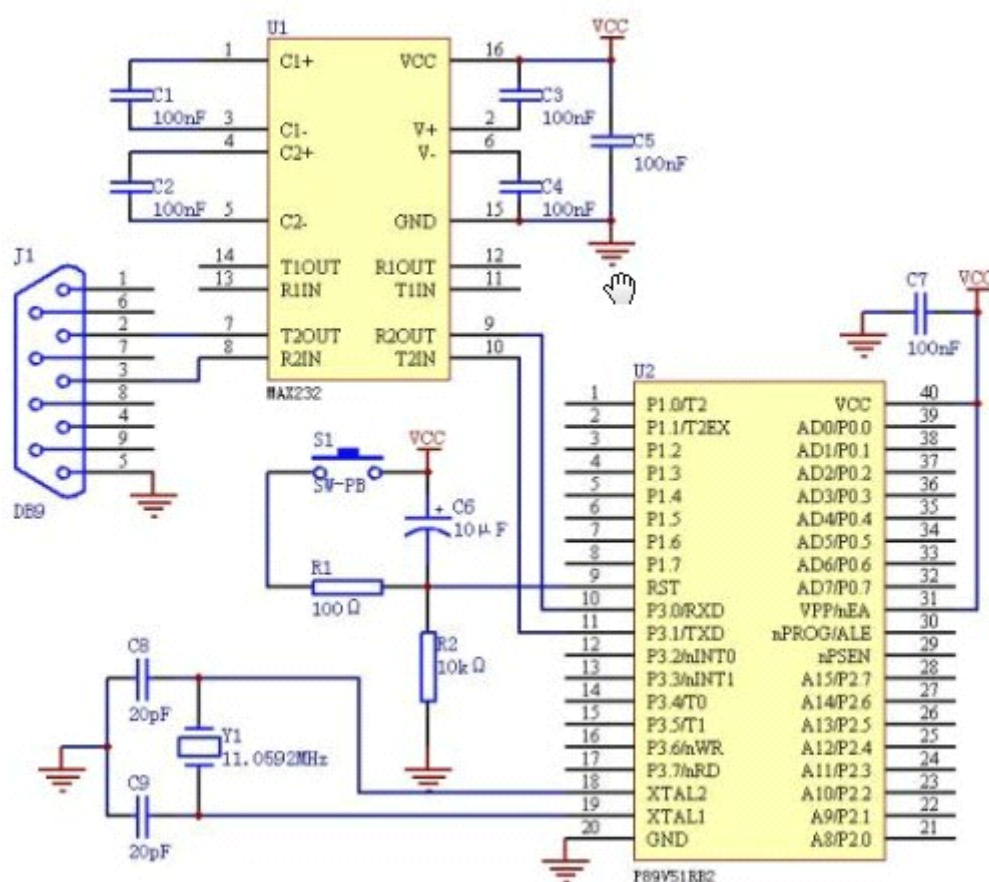 U1
VCC
1 C1+ VCC 16
C1 100nF
C3 100nF
3 C1- V+ 2
4 C2+ V- 6
C5 100nF
C2 100nF
C4 100nF
5 C2- GND 15
14 T1OUT R1OUT 12
13 R1IN T1IN 11
7 T2OUT R2OUT 9
8 R2IN T2IN 10
MAX232
J1
1
6
2
7
3
8
4
9
5
DB9
C7
100nF
VCC
S1
SW-PB
VCC
+ C6
10μF
R1
100Ω
R2
10kΩ
C8
20pF
Y1
11.0592MHz
C9
20pF
U2
1 P1.0/T2 VCC 40
2 P1.1/T2EX AD0/P0.0 39
3 P1.2 AD1/P0.1 38
4 P1.3 AD2/P0.2 37
5 P1.4 AD3/P0.3 36
6 P1.5 AD4/P0.4 35
7 P1.6 AD5/P0.5 34
8 P1.7 AD6/P0.6 33
9 RST AD7/P0.7 32
10 P3.0/RXD VPP/nEA 31
11 P3.1/TXD nPROG/ALE 30
12 P3.2/nINT0 nPSEN 29
13 P3.3/nINT1 A15/P2.7 28
14 P3.4/T0 A14/P2.6 27
15 P3.5/T1 A13/P2.5 26
16 P3.6/nWR A12/P2.4 25
17 P3.7/nRD A11/P2.3 24
18 XTAL2 A10/P2.2 23
19 XTAL1 A9/P2.1 22
20 GND A8/P2.0 21
P89V51RB2